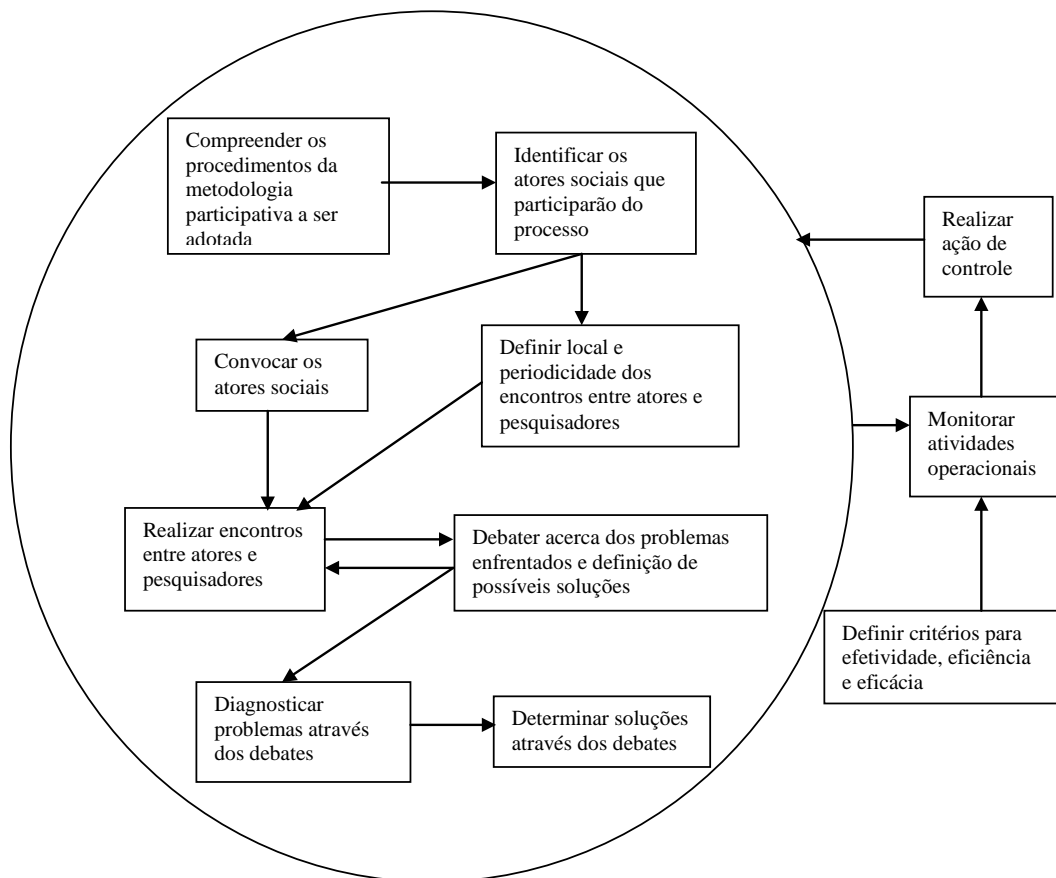 Compreender os
procedimentos da
metodologia
participativa a ser
adotada
Identificar os
atores sociais que
participarão do
processo
Realizar
ação de
controle
Convocar os
atores sociais
Definir local e
periodicidade dos
encontros entre atores e
pesquisadores
Monitorar
atividades
operacionais
Realizar encontros
entre atores e
pesquisadores
Debater acerca dos problemas
enfrentados e definição de
possíveis soluções
Definir critérios para
efetividade, eficiência
e eficácia
Diagnosticar
problemas através
dos debates
Determinar soluções
através dos debates